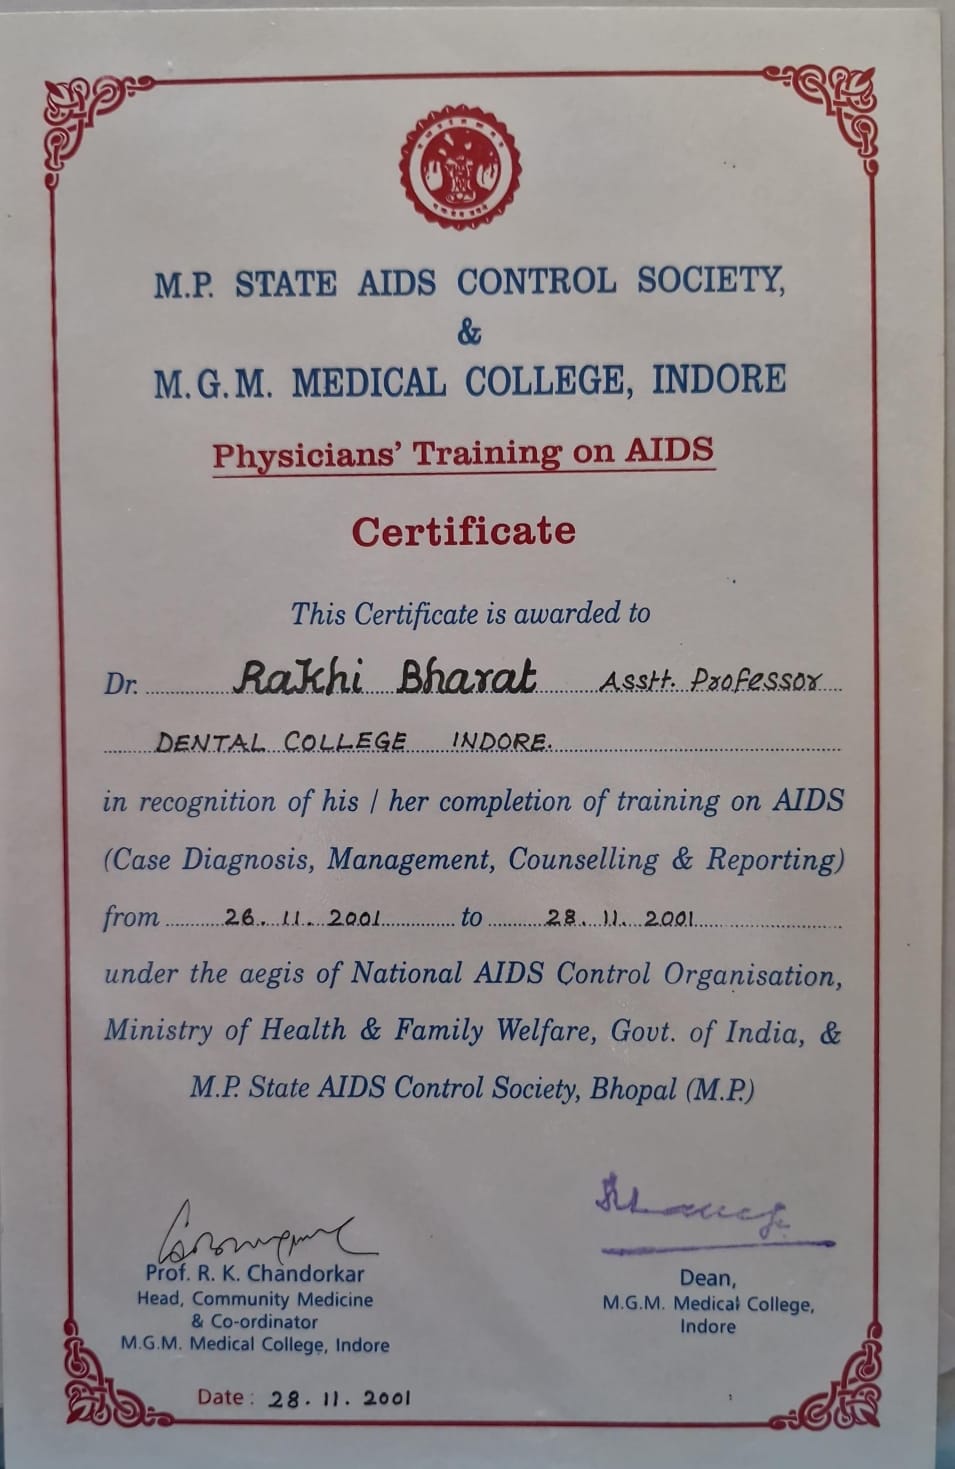 M.P. STATE AIDS CONTROL SOCIETY,
&
M.G.M. MEDICAL COLLEGE, INDORE
Physicians' Training on AIDS
Certificate
This Certificate is awarded to
Dr. Rakhi Bharat Asstt. Professor
DENTAL COLLEGE INDORE.
in recognition of his / her completion of training on AIDS
(Case Diagnosis, Management, Counselling & Reporting)
from 26. 11. 2001 to 28. 11. 2001
under the aegis of National AIDS Control Organisation,
Ministry of Health & Family Welfare, Govt. of India, &
M.P. State AIDS Control Society, Bhopal (M.P.)
Prof. R. K. Chandorkar
Head, Community Medicine
& Co-ordinator
M.G.M. Medical College, Indore
Dean,
M.G.M. Medical College,
Indore
Date : 28. 11. 2001